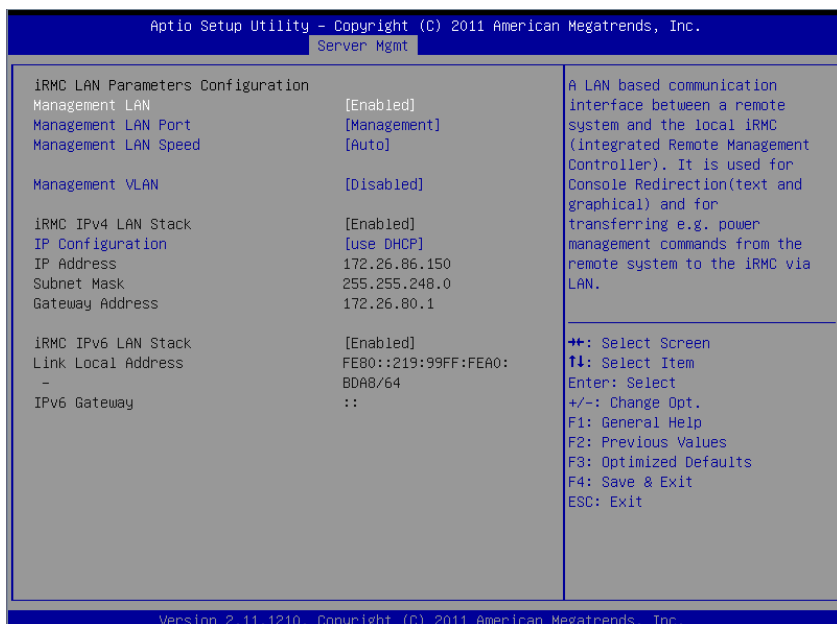 Aptio Setup Utility – Copyright (C) 2011 American Megatrends, Inc.
Server Mgmt
iRMC LAN Parameters Configuration
Management LAN [Enabled]
Management LAN Port [Management]
Management LAN Speed [Auto]
Management VLAN [Disabled]
iRMC IPv4 LAN Stack [Enabled]
IP Configuration [use DHCP]
IP Address 172.26.86.150
Subnet Mask 255.255.248.0
Gateway Address 172.26.80.1
iRMC IPv6 LAN Stack [Enabled]
Link Local Address FE80::219:99FF:FEA0:
– BDA8/64
IPv6 Gateway ::
A LAN based communication
interface between a remote
system and the local iRMC
(integrated Remote Management
Controller). It is used for
Console Redirection(text and
graphical) and for
transferring e.g. power
management commands from the
remote system to the iRMC via
LAN.
→←: Select Screen
↑↓: Select Item
Enter: Select
+/-: Change Opt.
F1: General Help
F2: Previous Values
F3: Optimized Defaults
F4: Save & Exit
ESC: Exit
Version 2.11.1210. Copyright (C) 2011 American Megatrends, Inc.